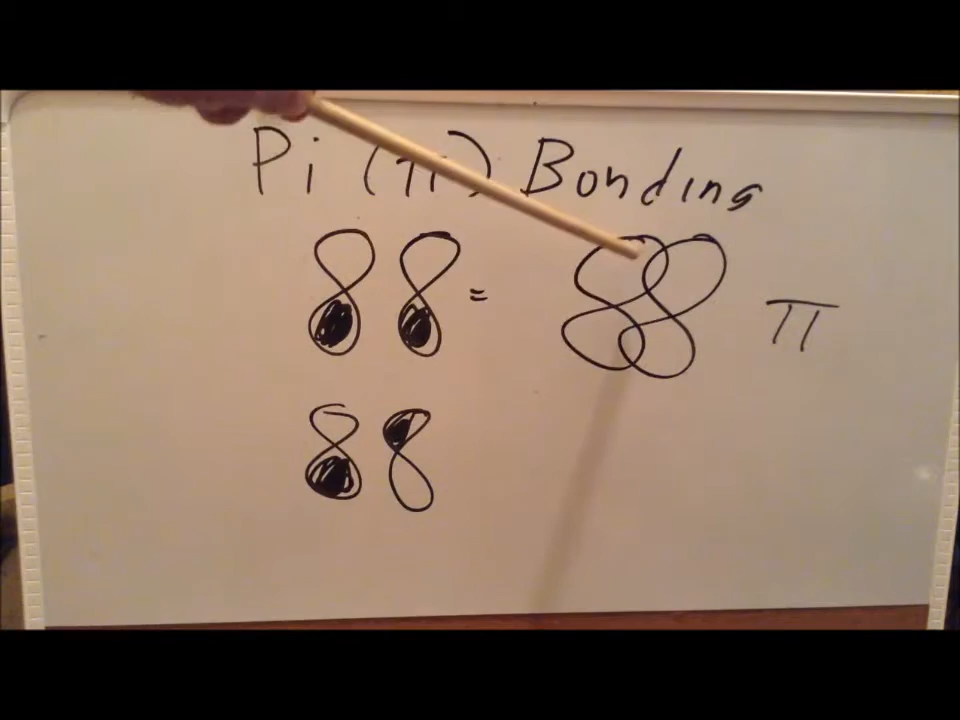 Pi (π) Bonding
=
π